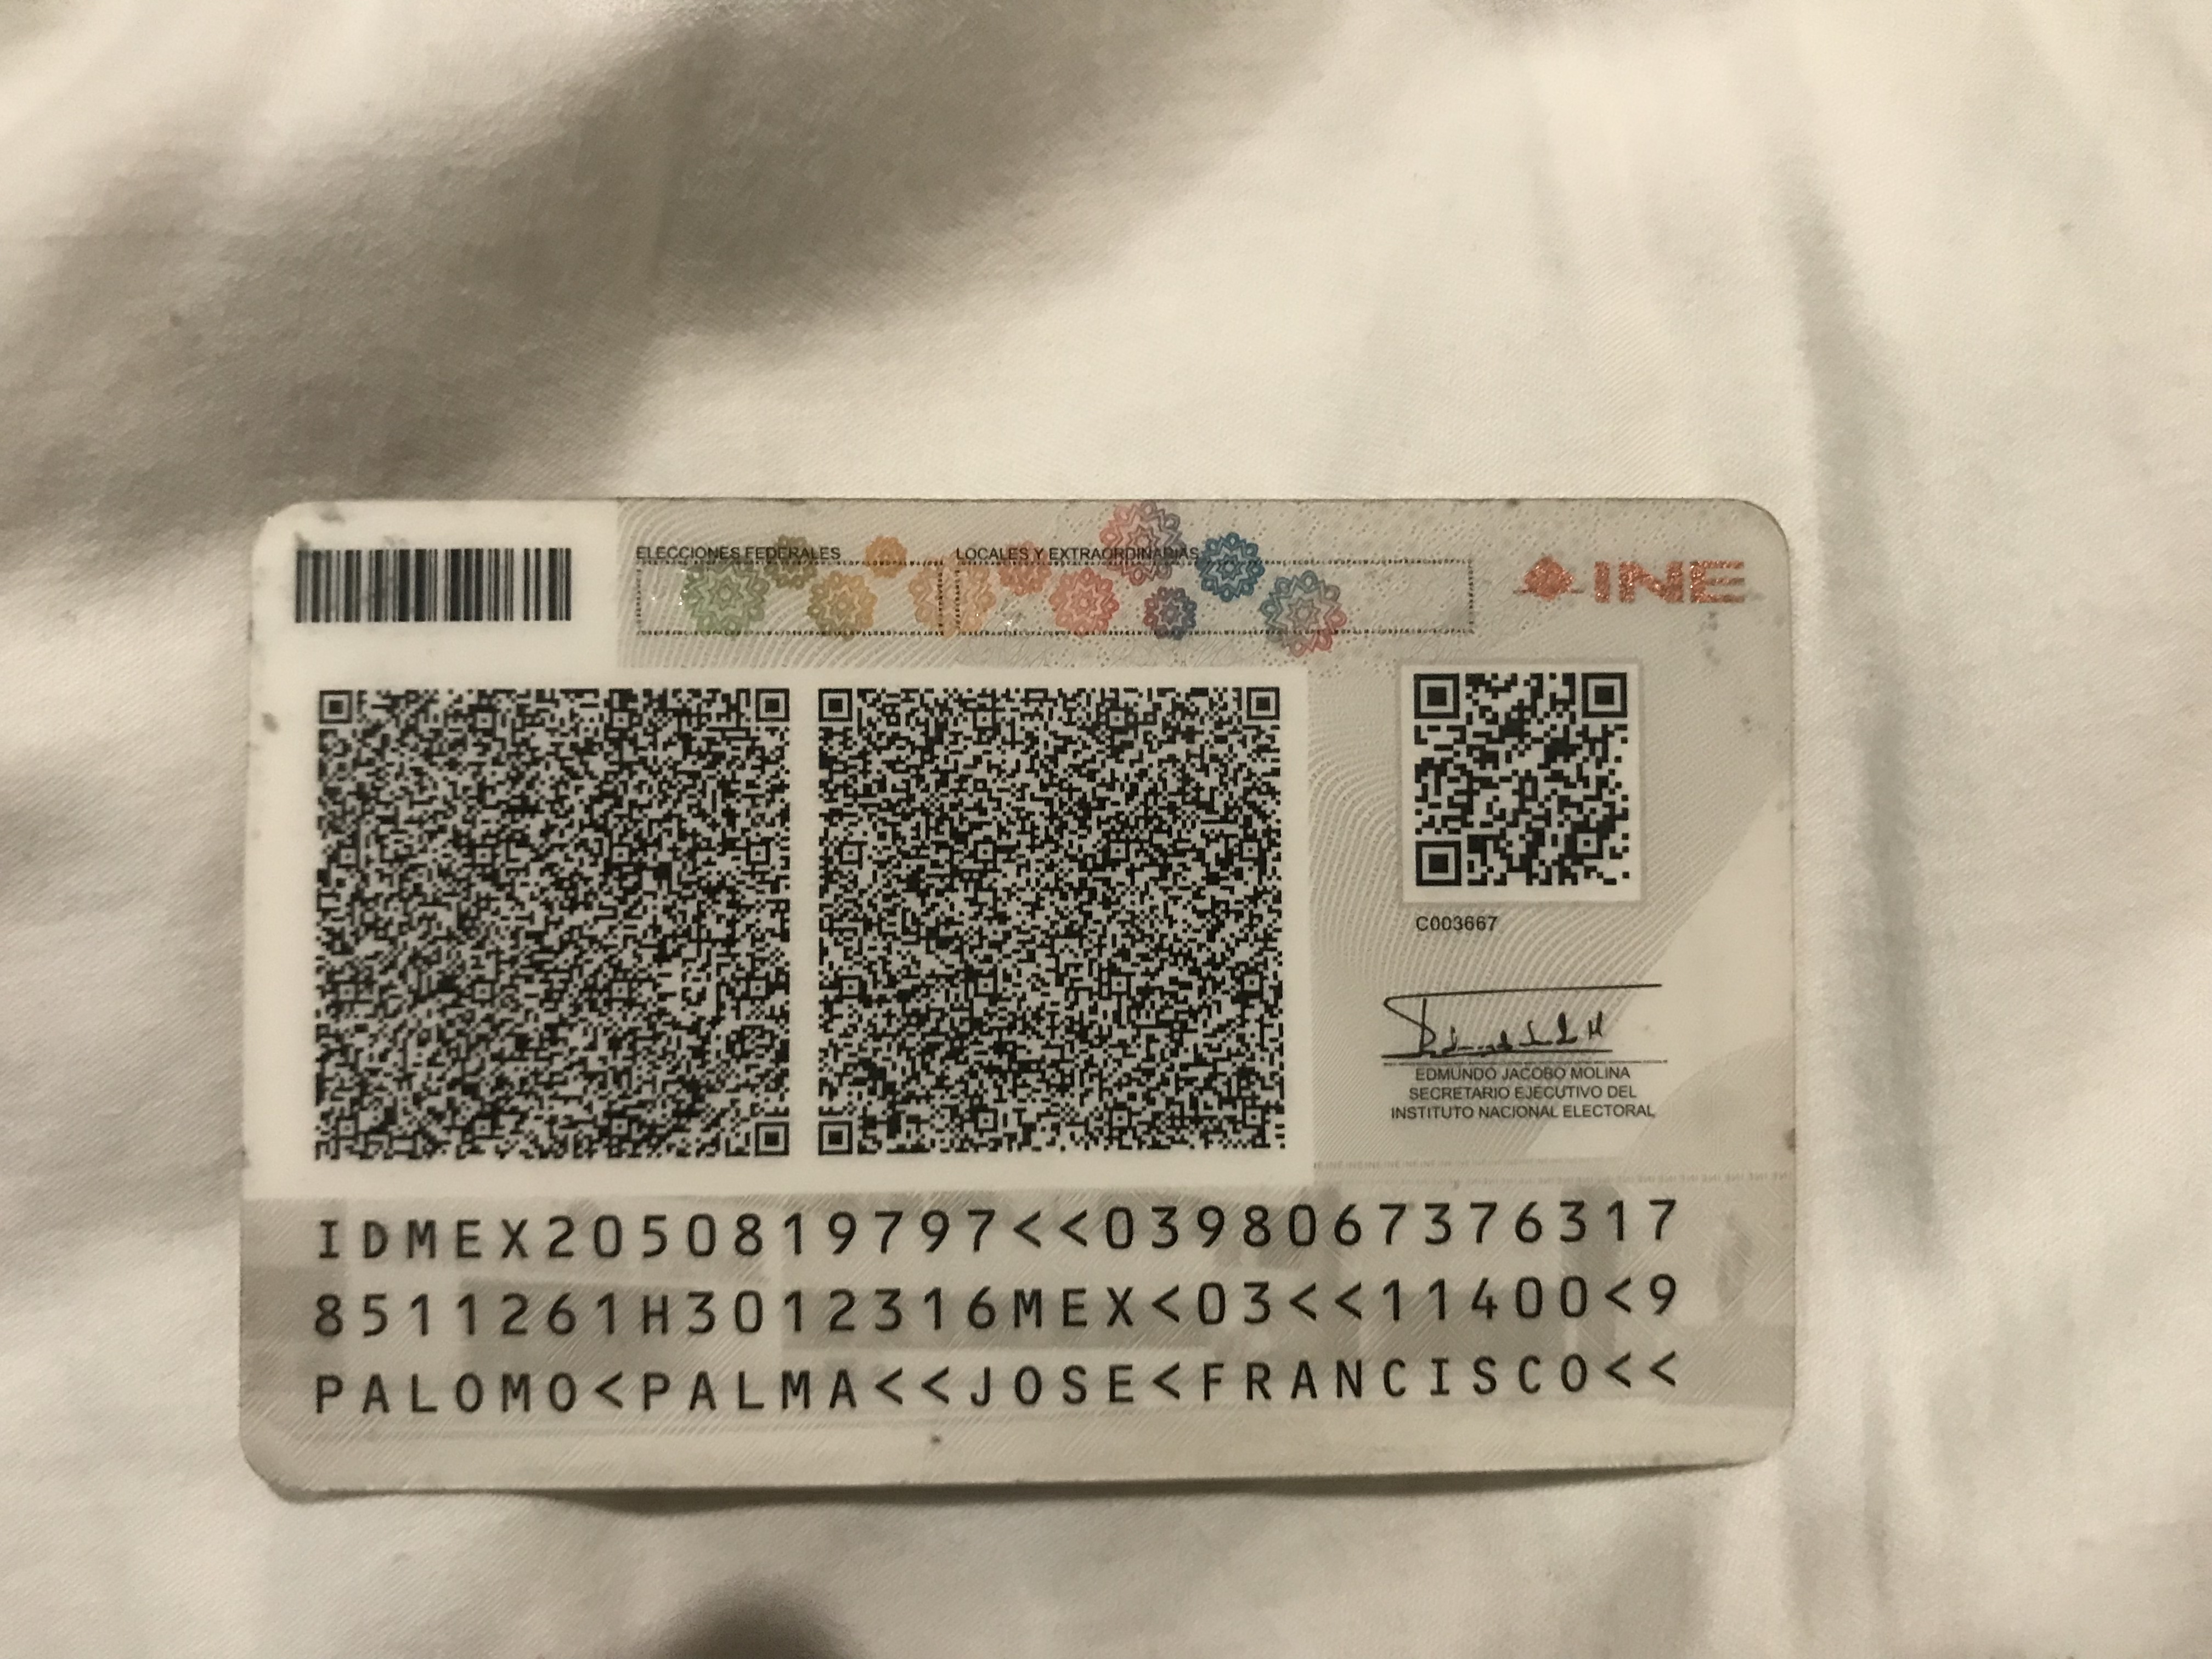 ELECCIONES FEDERALES
LOCALES Y EXTRAORDINARIAS
INE
C003667
EDMUNDO JACOBO MOLINA
SECRETARIO EJECUTIVO DEL
INSTITUTO NACIONAL ELECTORAL
IDMEX2050819797<<0398067376317
8511261H3012316MEX<03<<11400<9
PALOMO<PALMA<<JOSE<FRANCISCO<<